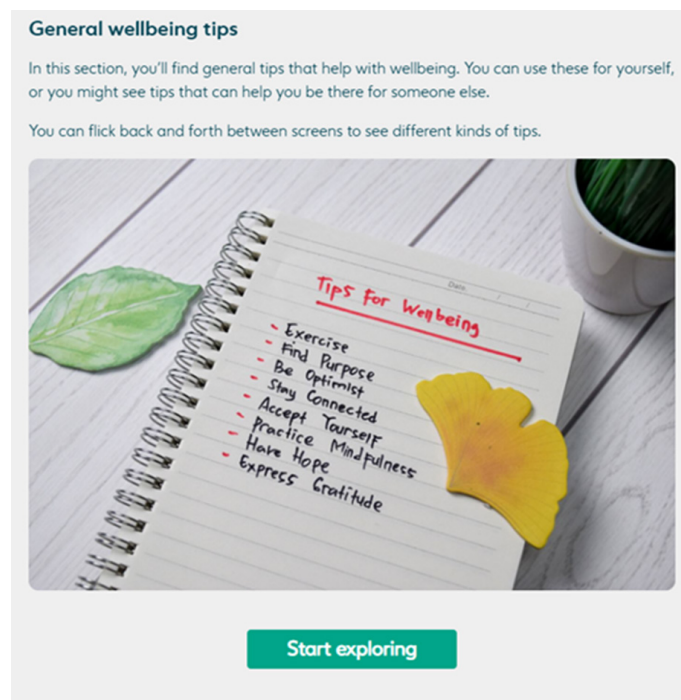 General wellbeing tips
In this section, you'll find general tips that help with wellbeing. You can use these for yourself,
or you might see tips that can help you be there for someone else.
You can flick back and forth between screens to see different kinds of tips.
Date
Tips For Wellbeing
- Exercise
- Find Purpose
- Be Optimist
- Stay Connected
- Accept Yourself
- Practice Mindfulness
- Have Hope
- Express Gratitude
Start exploring